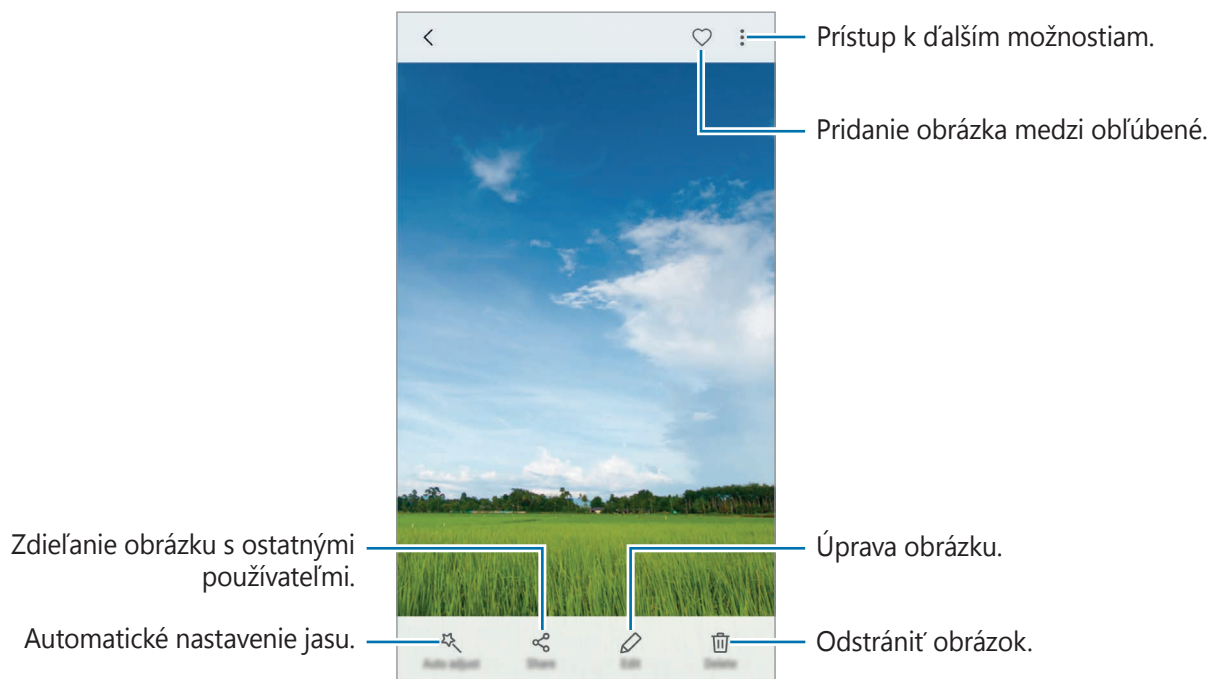 Prístup k ďalším možnostiam.
Pridanie obrázka medzi obľúbené.
Zdieľanie obrázku s ostatnými
používateľmi.
Úprava obrázku.
Automatické nastavenie jasu.
Odstrániť obrázok.
Auto adjust
Share
Edit
Delete